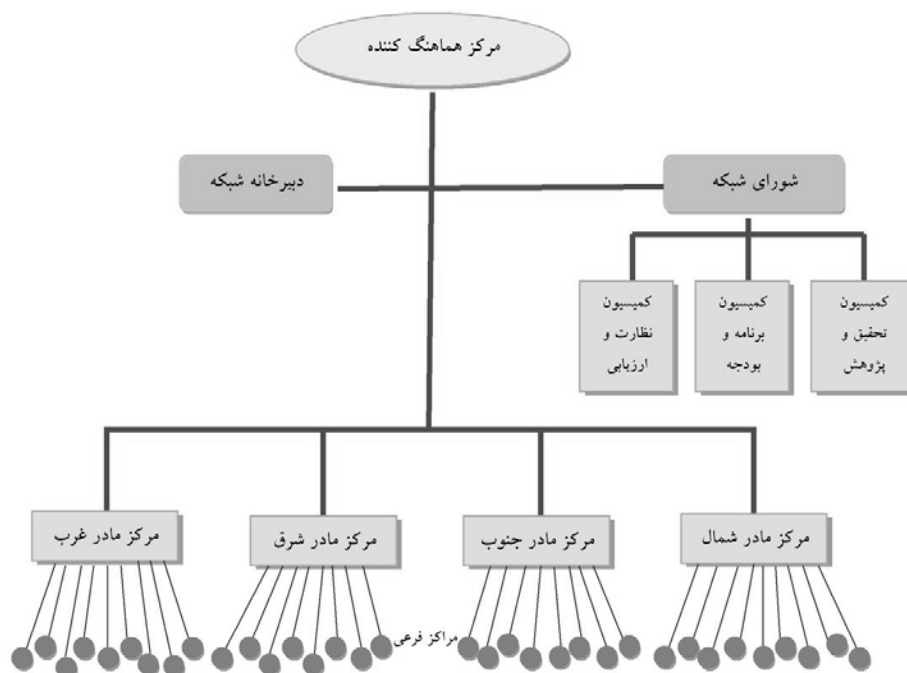 مرکز هماهنگ کننده
شورای شبکه
دبیرخانه شبکه
کمیسیون
تحقیق و
پژوهش
کمیسیون
برنامه و
بودجه
کمیسیون
نظارت و
ارزیابی
مرکز مادر شمال
مرکز مادر جنوب
مرکز مادر شرق
مرکز مادر غرب
مراکز فرعی